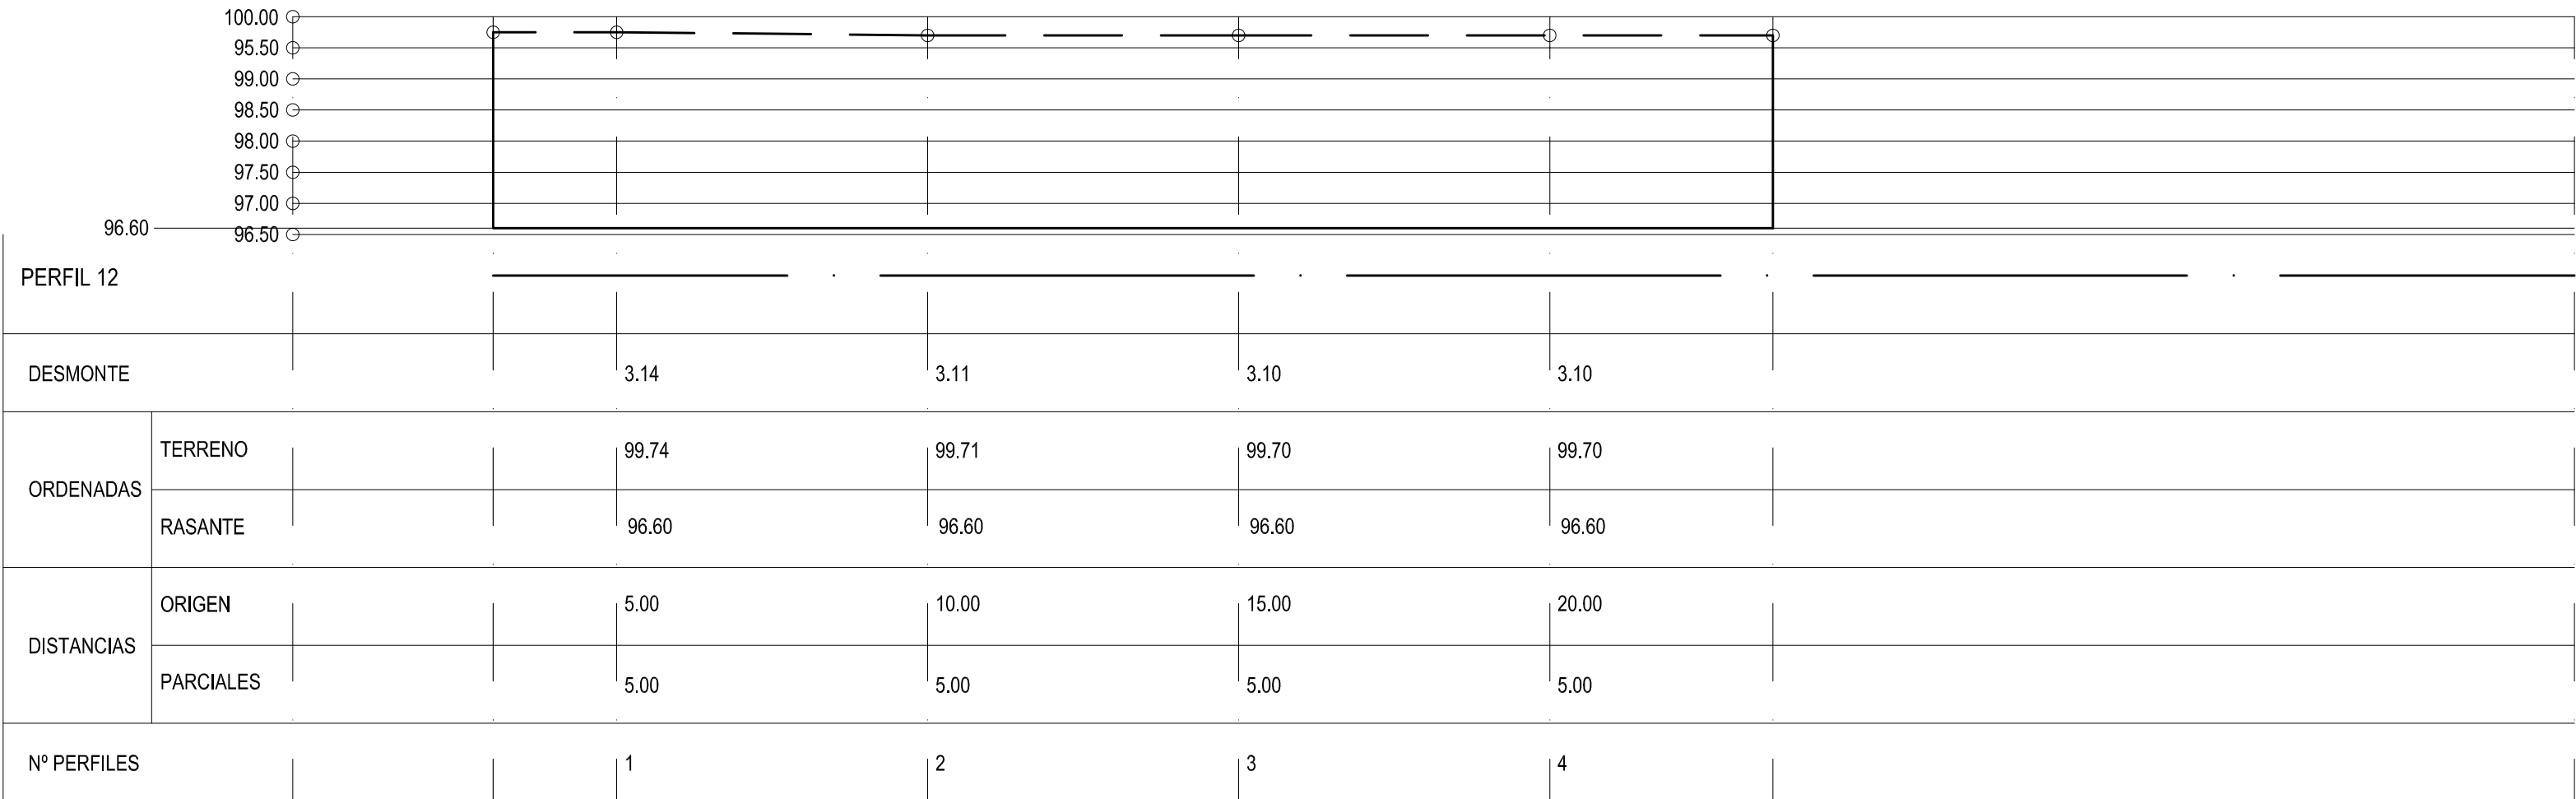 100.00
95.50
99.00
98.50
98.00
97.50
97.00
96.60
96.50
PERFIL 12
DESMONTE 3.14 3.11 3.10 3.10
ORDENADAS
TERRENO 99.74 99.71 99.70 99.70
RASANTE 96.60 96.60 96.60 96.60
DISTANCIAS
ORIGEN 5.00 10.00 15.00 20.00
PARCIALES 5.00 5.00 5.00 5.00
Nº PERFILES 1 2 3 4